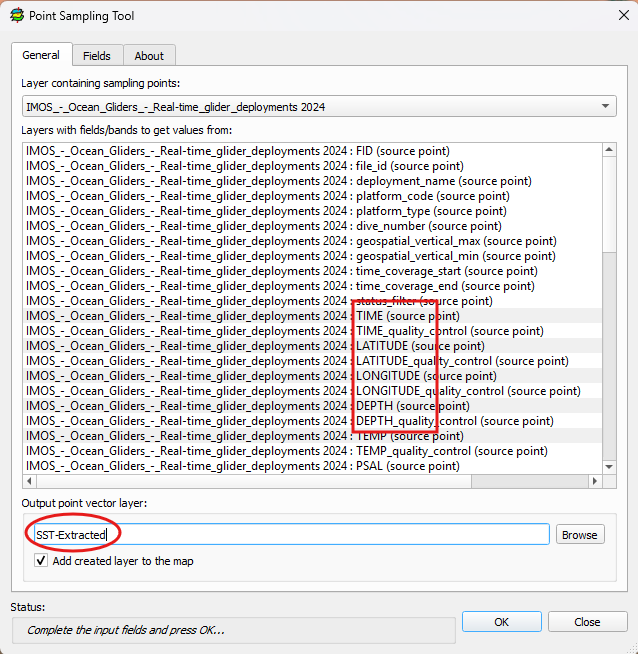 Point Sampling Tool
General Fields About
Layer containing sampling points:
IMOS_-_Ocean_Gliders_-_Real-time_glider_deployments 2024
Layers with fields/bands to get values from:
IMOS_-_Ocean_Gliders_-_Real-time_glider_deployments 2024 : FID (source point)
IMOS_-_Ocean_Gliders_-_Real-time_glider_deployments 2024 : file_id (source point)
IMOS_-_Ocean_Gliders_-_Real-time_glider_deployments 2024 : deployment_name (source point)
IMOS_-_Ocean_Gliders_-_Real-time_glider_deployments 2024 : platform_code (source point)
IMOS_-_Ocean_Gliders_-_Real-time_glider_deployments 2024 : platform_type (source point)
IMOS_-_Ocean_Gliders_-_Real-time_glider_deployments 2024 : dive_number (source point)
IMOS_-_Ocean_Gliders_-_Real-time_glider_deployments 2024 : geospatial_vertical_max (source point)
IMOS_-_Ocean_Gliders_-_Real-time_glider_deployments 2024 : geospatial_vertical_min (source point)
IMOS_-_Ocean_Gliders_-_Real-time_glider_deployments 2024 : time_coverage_start (source point)
IMOS_-_Ocean_Gliders_-_Real-time_glider_deployments 2024 : time_coverage_end (source point)
IMOS_-_Ocean_Gliders_-_Real-time_glider_deployments 2024 : status_filter (source point)
IMOS_-_Ocean_Gliders_-_Real-time_glider_deployments 2024 : TIME (source point)
IMOS_-_Ocean_Gliders_-_Real-time_glider_deployments 2024 : TIME_quality_control (source point)
IMOS_-_Ocean_Gliders_-_Real-time_glider_deployments 2024 : LATITUDE (source point)
IMOS_-_Ocean_Gliders_-_Real-time_glider_deployments 2024 : LATITUDE_quality_control (source point)
IMOS_-_Ocean_Gliders_-_Real-time_glider_deployments 2024 : LONGITUDE (source point)
IMOS_-_Ocean_Gliders_-_Real-time_glider_deployments 2024 : LONGITUDE_quality_control (source point)
IMOS_-_Ocean_Gliders_-_Real-time_glider_deployments 2024 : DEPTH (source point)
IMOS_-_Ocean_Gliders_-_Real-time_glider_deployments 2024 : DEPTH_quality_control (source point)
IMOS_-_Ocean_Gliders_-_Real-time_glider_deployments 2024 : TEMP (source point)
IMOS_-_Ocean_Gliders_-_Real-time_glider_deployments 2024 : TEMP_quality_control (source point)
IMOS_-_Ocean_Gliders_-_Real-time_glider_deployments 2024 : PSAL (source point)
Output point vector layer:
SST-Extracted Browse
Add created layer to the map
Status:
Complete the input fields and press OK... OK Close